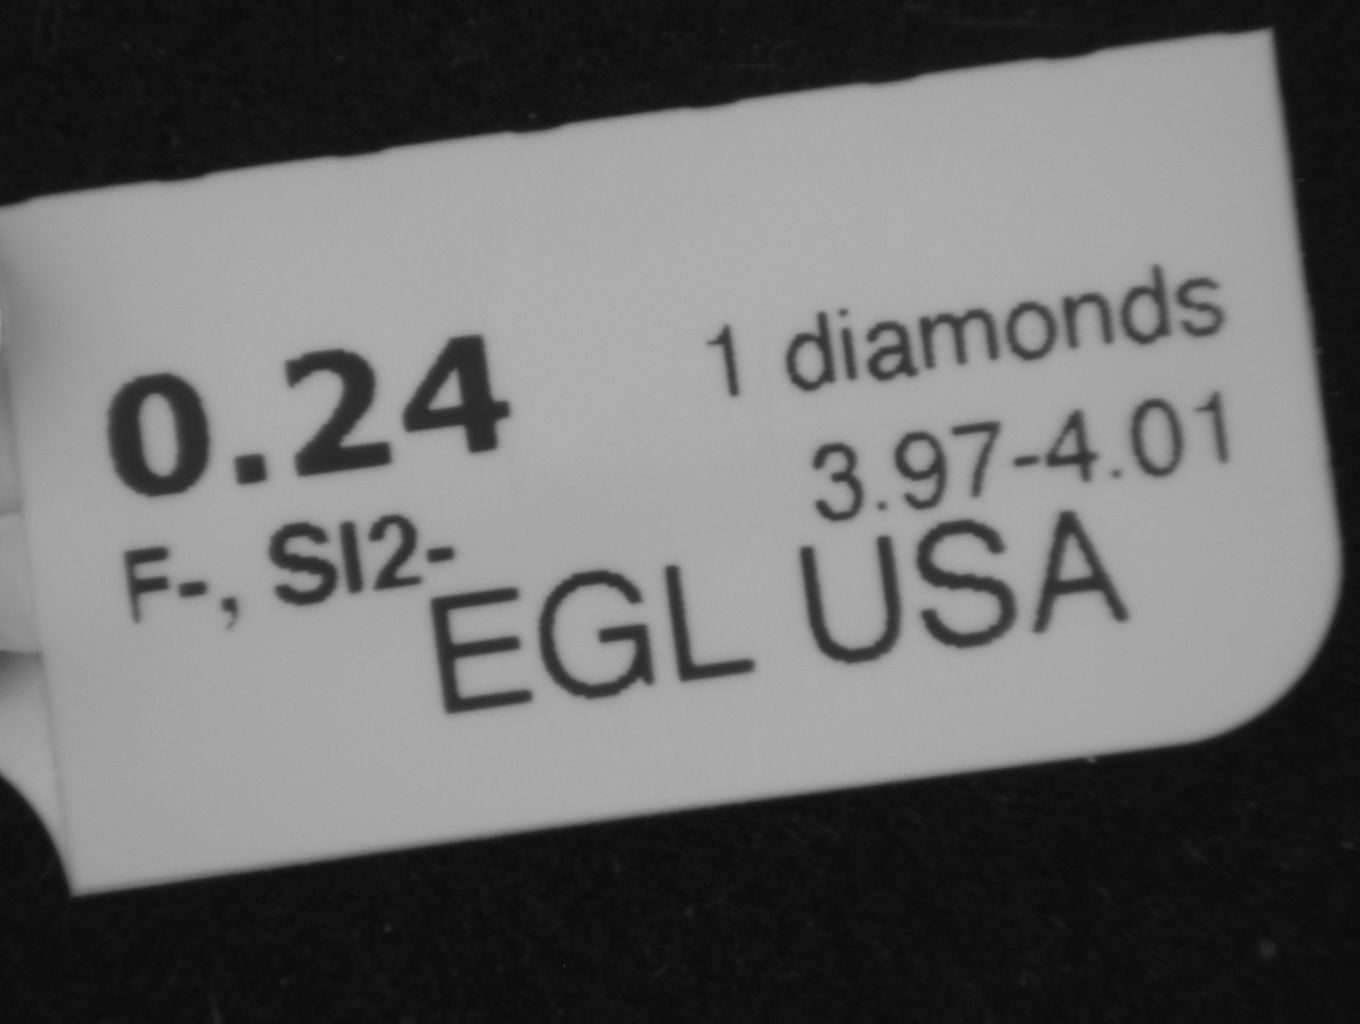 1 diamonds
0.24
3.97-4.01
F-, SI2-
EGL USA